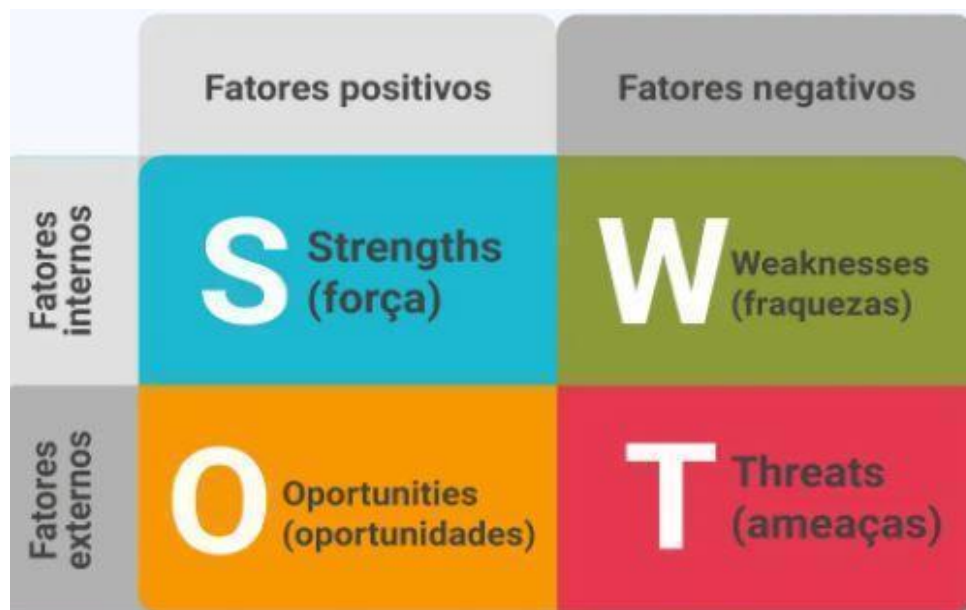 Fatores positivos
Fatores negativos
Fatores
internos
S
Strengths
(força)
W
Weaknesses
(fraquezas)
Fatores
externos
O
Oportunities
(oportunidades)
T
Threats
(ameaças)